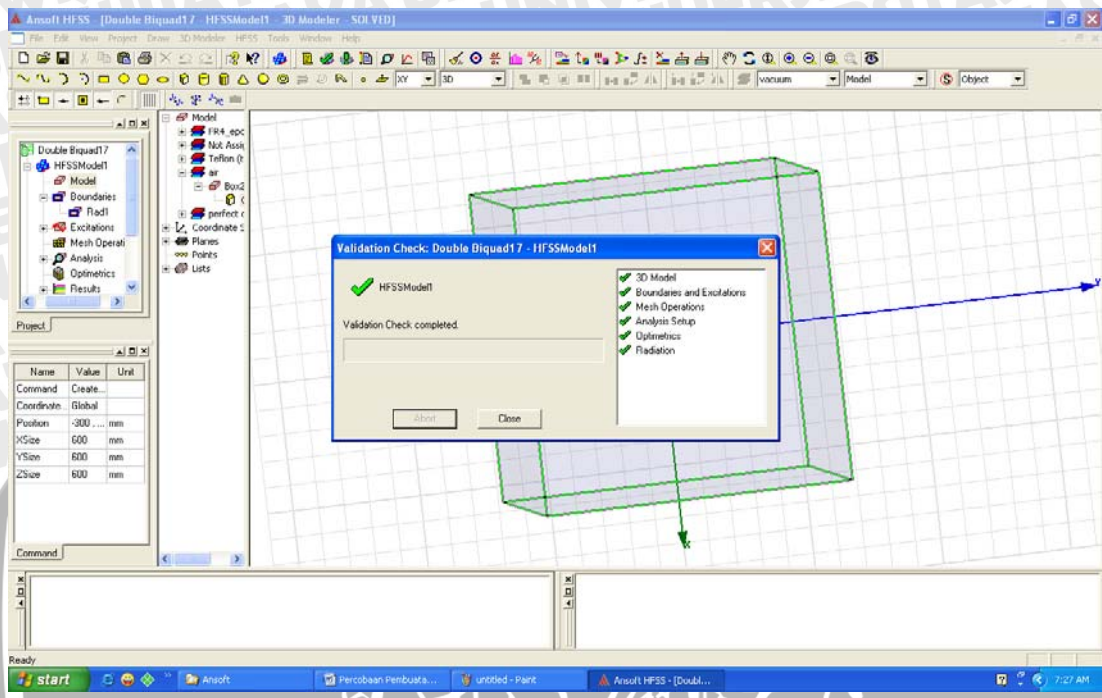 Ansoft HFSS - [Double Biquad17 - HFSSModel1 - 3D Modeler - SOLVED]
File Edit View Project Draw 3D Modeler HFSS Tools Window Help
XY 3D vacuum Model Object
Double Biquad17
HFSSModel1
Model
Boundaries
Rad1
Excitations
Mesh Operati
Analysis
Optimetrics
Results
Project
Model
FR4_epo
Not Assi
Teflon (t
air
Box2
perfect c
Coordinate S
Planes
Points
Lists
Name Value Unit
Command Create...
Coordinate... Global
Position -300 , ... mm
XSize 600 mm
YSize 600 mm
ZSize 600 mm
Command
Validation Check: Double Biquad17 - HFSSModel1
HFSSModel1
Validation Check completed.
Abort Close
3D Model
Boundaries and Excitations
Mesh Operations
Analysis Setup
Optimetrics
Radiation
Y
X
Ready
start Ansoft Percobaan Pembuata... untitled - Paint Ansoft HFSS - [Doubl... 7:27 AM